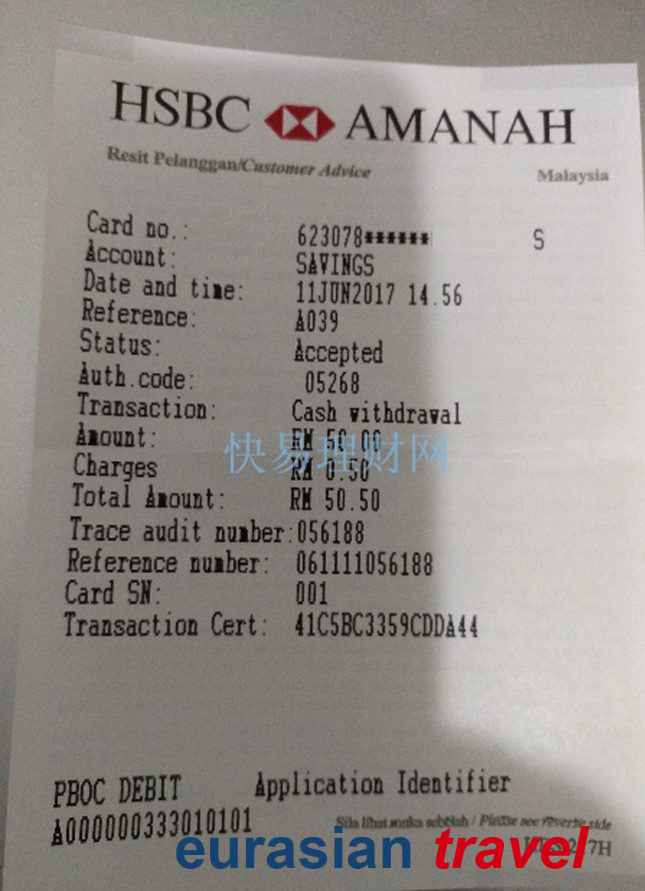 HSBC AMANAH
Resit Pelanggan/Customer Advice Malaysia
Card no.: 623078****** S
Account: SAVINGS
Date and time: 11JUN2017 14.56
Reference: A039
Status: Accepted
Auth.code: 05268
Transaction: Cash withdrawal
Amount: RM 50.00
快易理财网
Charges RM 0.50
Total Amount: RM 50.50
Trace audit number:056188
Reference number: 061111056188
Card SN: 001
Transaction Cert: 41C5BC3359CDDA44
PBOC DEBIT Application Identifier
A000000333010101
Sila lihat muka sebelah / Please see reverse side
eurasian travel